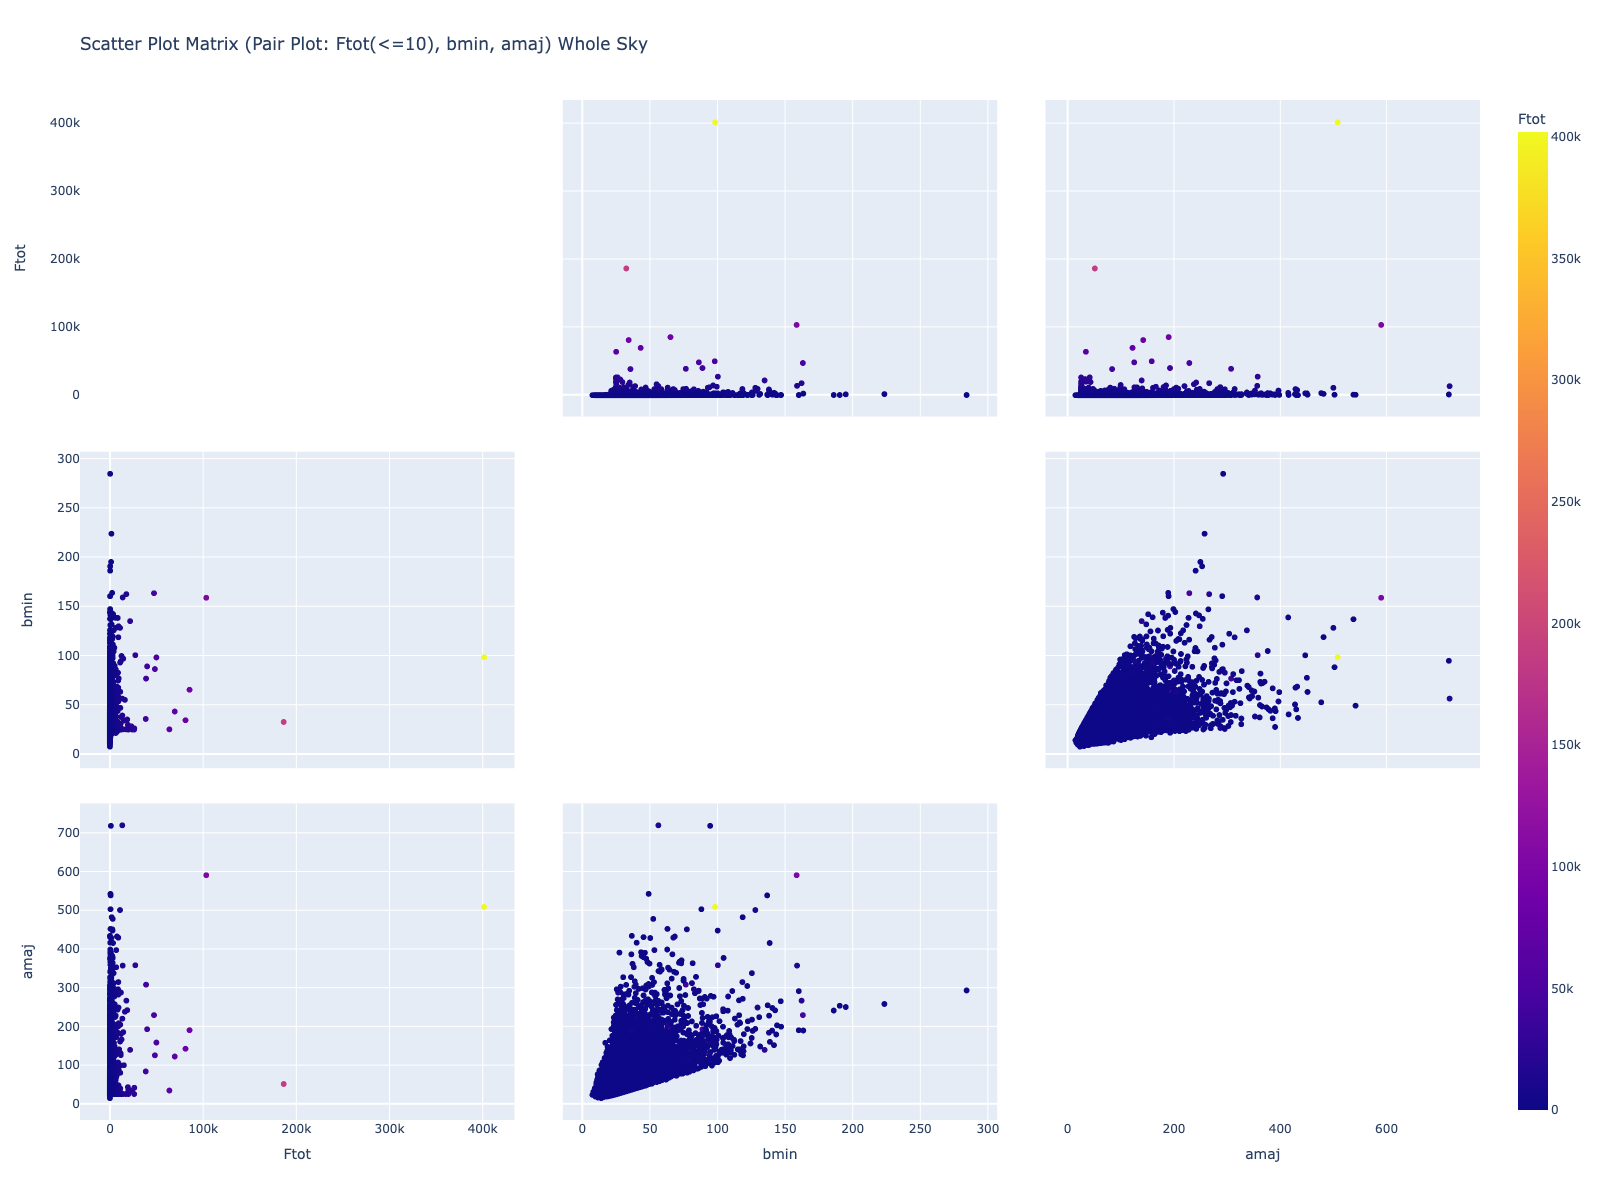 Scatter Plot Matrix (Pair Plot: Ftot(<=10), bmin, amaj) Whole Sky
Ftot
400k
300k
200k
100k
0
Ftot
400k
350k
300k
250k
200k
150k
100k
50k
0
bmin
300
250
200
150
100
50
0
amaj
700
600
500
400
300
200
100
0
0 100k 200k 300k 400k
Ftot
0 50 100 150 200 250 300
bmin
0 200 400 600
amaj